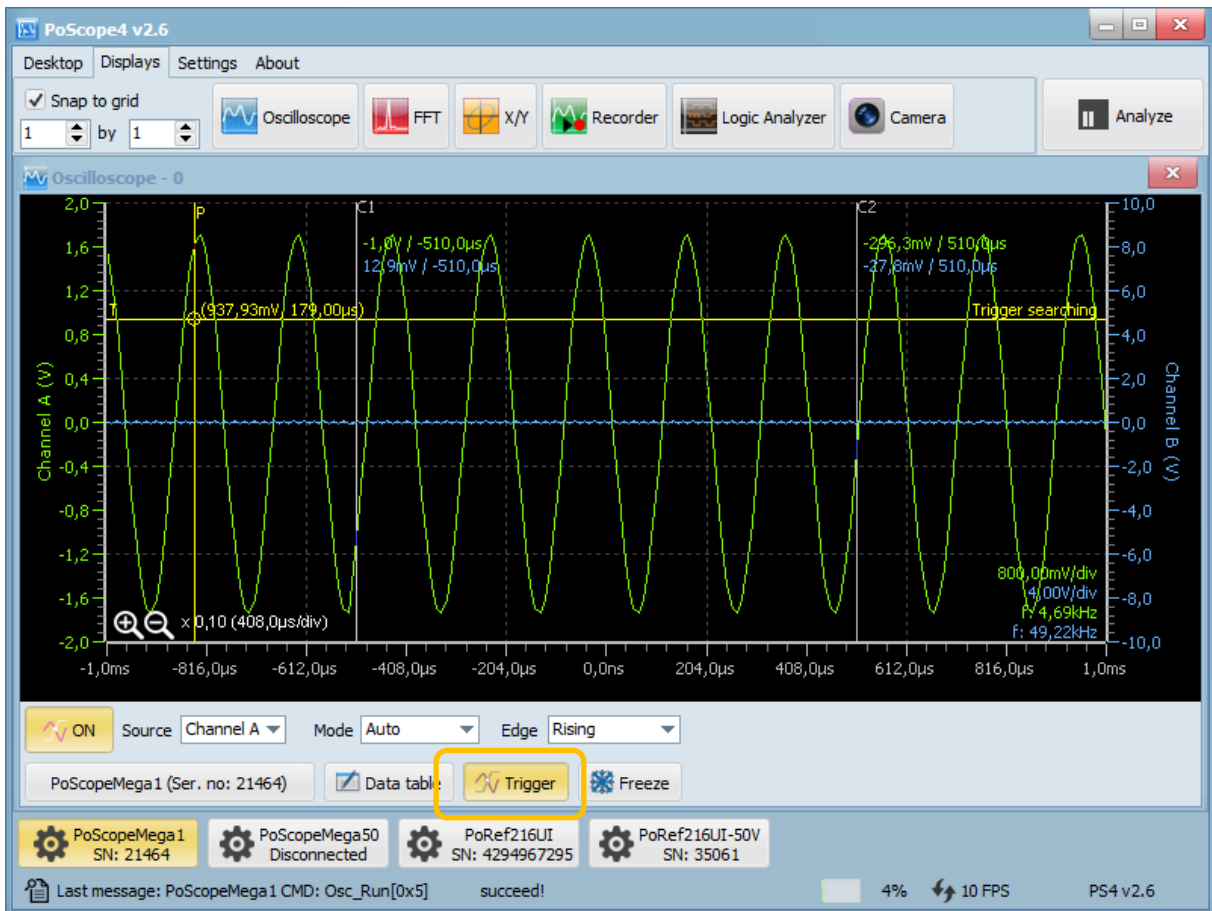 PoScope4 v2.6
Desktop Displays Settings About
Snap to grid
1 by 1
Oscilloscope FFT X/Y Recorder Logic Analyzer Camera Analyze
Oscilloscope - 0
2,0 P C1 C2 10,0
1,6 -1,0V / -510,0µs -296,3mV / 510,0µs 8,0
12,9mV / -510,0µs -27,8mV / 510,0µs
1,2 6,0
T (937,93mV, 179,00µs) Trigger searching
0,8 4,0
0,4 2,0
Channel A (V)
Channel B (V)
0,0 0,0
-0,4 -2,0
-0,8 -4,0
-1,2 -6,0
800,00mV/div
-1,6 4,00V/div -8,0
f: 4,69kHz
x 0,10 (408,0µs/div) f: 49,22kHz
-2,0 -10,0
-1,0ms -816,0µs -612,0µs -408,0µs -204,0µs 0,0ns 204,0µs 408,0µs 612,0µs 816,0µs 1,0ms
ON Source Channel A Mode Auto Edge Rising
PoScopeMega1 (Ser. no: 21464) Data table Trigger Freeze
PoScopeMega1 PoScopeMega50 PoRef216UI PoRef216UI-50V
SN: 21464 Disconnected SN: 4294967295 SN: 35061
Last message: PoScopeMega1 CMD: Osc_Run[0x5] succeed! 4% 10 FPS PS4 v2.6